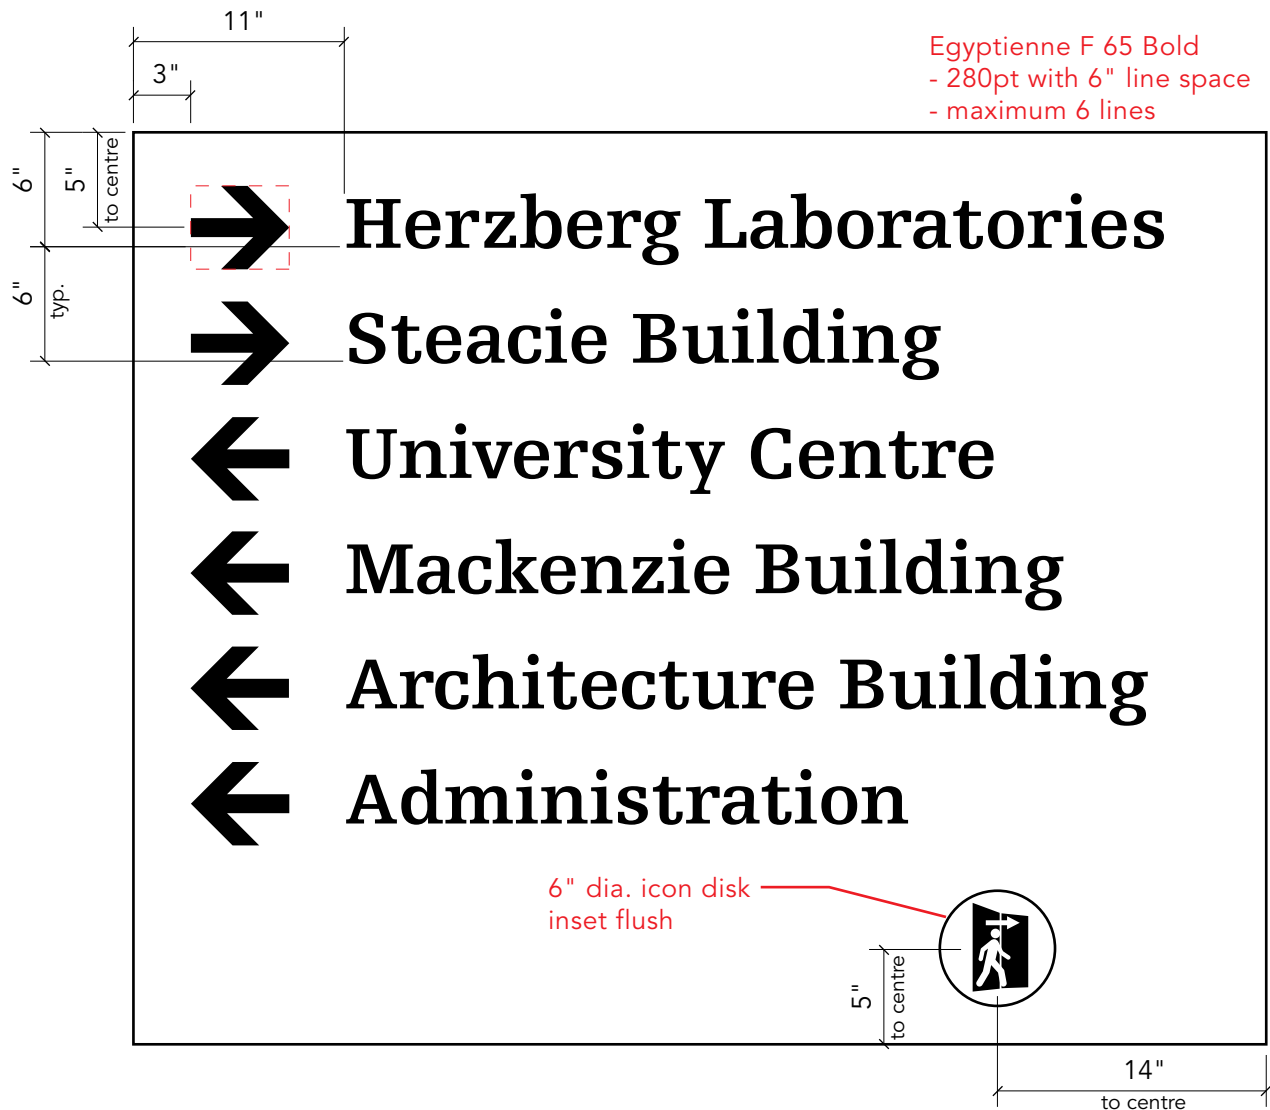 11"
3"
Egyptienne F 65 Bold
- 280pt with 6" line space
- maximum 6 lines
6"
5"
to centre
6"
typ.
Herzberg Laboratories
Steacie Building
University Centre
Mackenzie Building
Architecture Building
Administration
6" dia. icon disk
inset flush
5"
to centre
14"
to centre